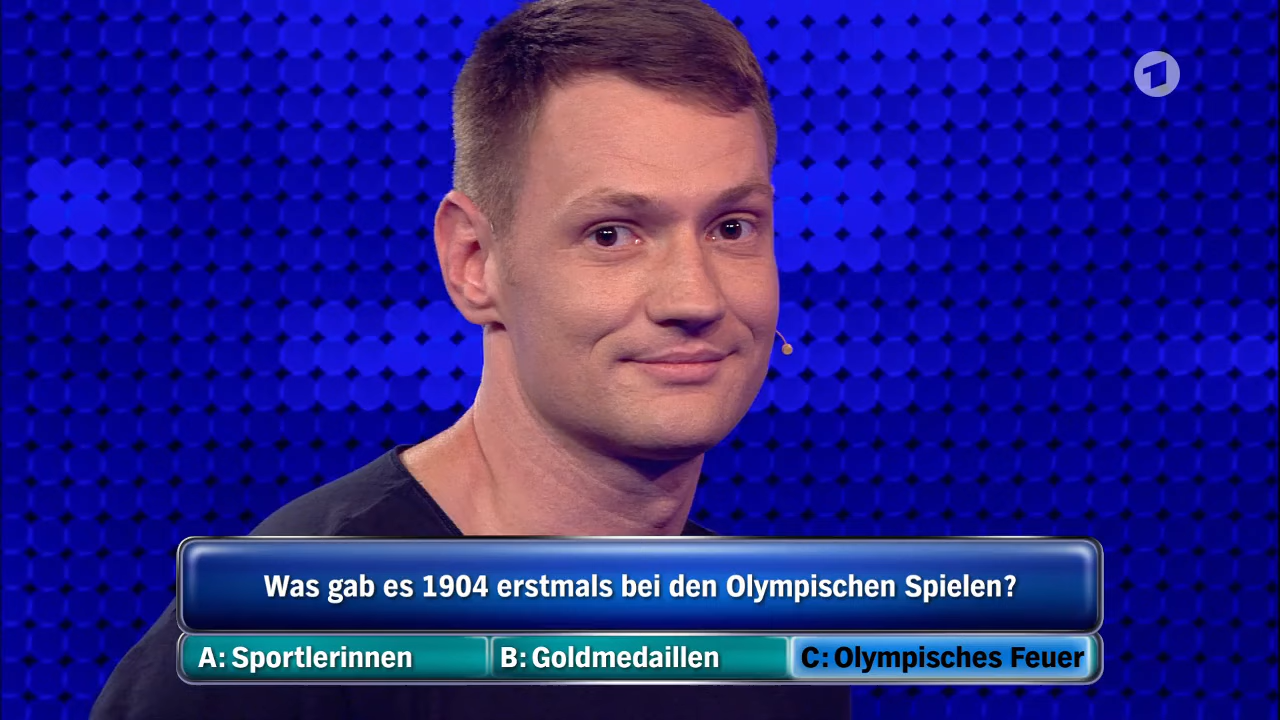 Was gab es 1904 erstmals bei den Olympischen Spielen?
A: Sportlerinnen
B: Goldmedaillen
C: Olympisches Feuer